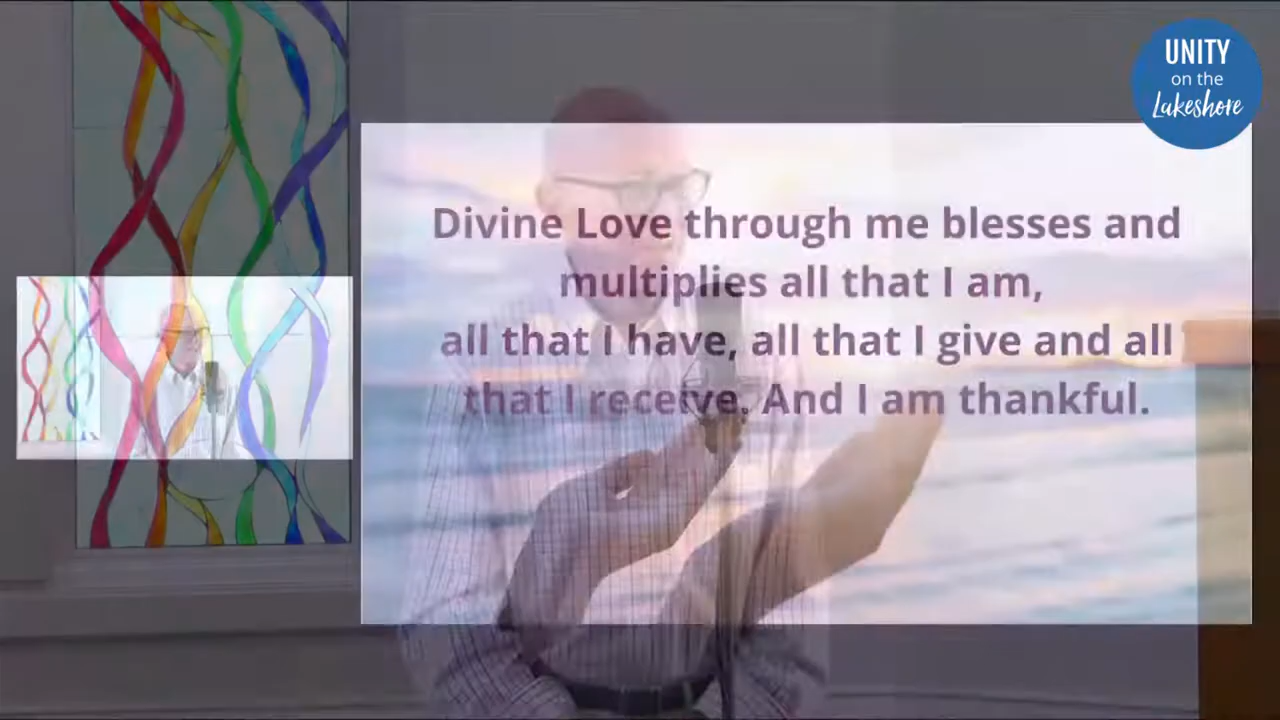 UNITY
on the
Lakeshore
Divine Love through me blesses and
multiplies all that I am,
all that I have, all that I give and all
that I receive. And I am thankful.